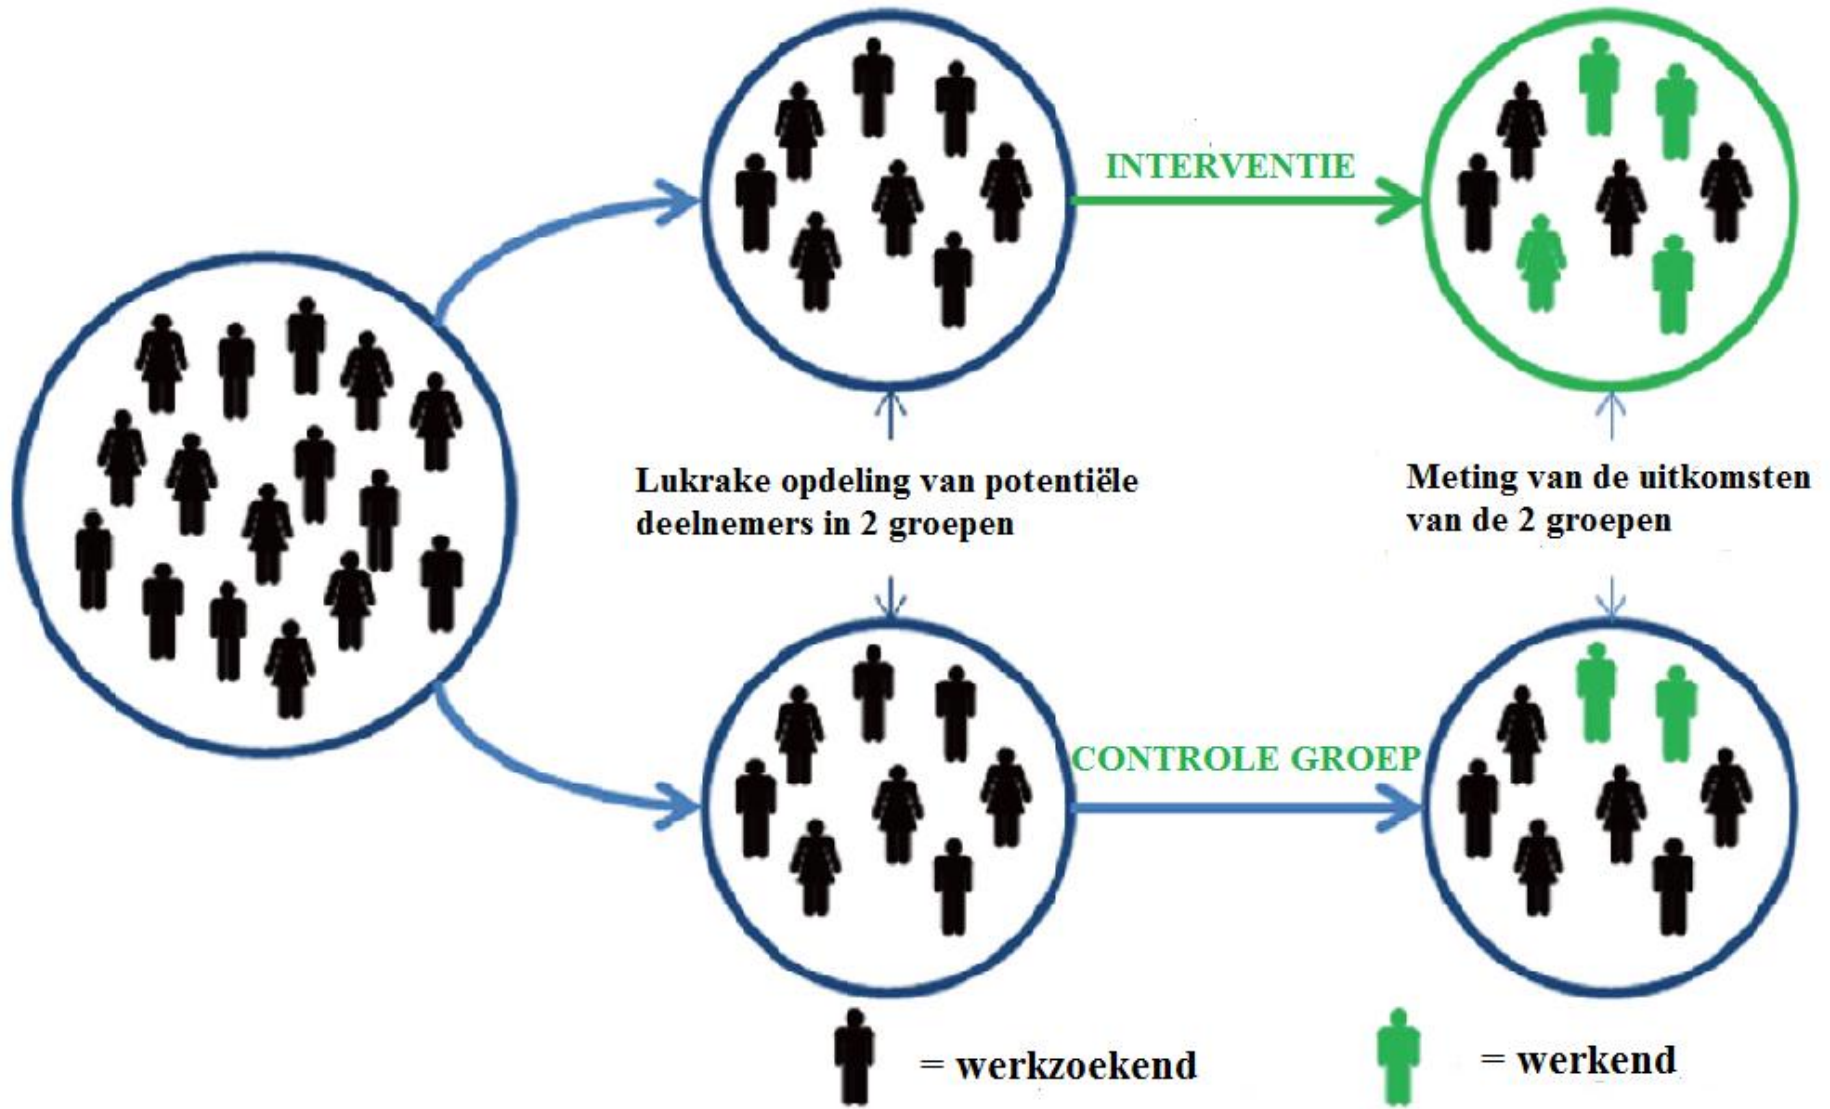 INTERVENTIE
Lukrake opdeling van potentiële
deelnemers in 2 groepen
Meting van de uitkomsten
van de 2 groepen
CONTROLE GROEP
= werkzoekend
= werkend